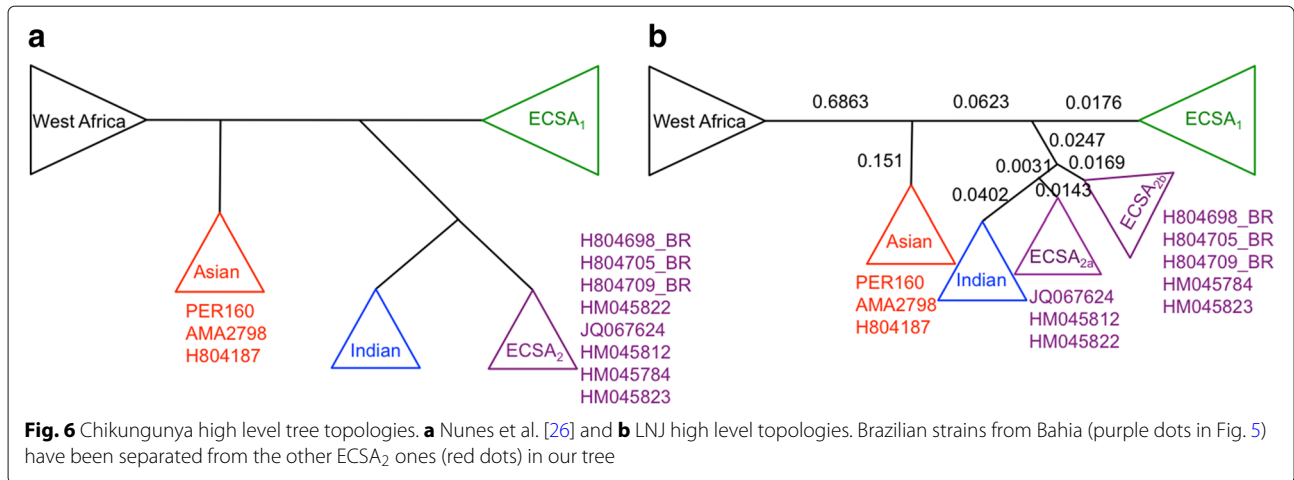 a
West Africa
ECSA1
Asian
PER160
AMA2798
H804187
Indian
ECSA2
H804698_BR
H804705_BR
H804709_BR
HM045822
JQ067624
HM045812
HM045784
HM045823
b
West Africa
0.6863
0.0623
0.0176
ECSA1
0.151
0.0247
0.0031
0.0169
0.0402
0.0143
Asian
PER160
AMA2798
H804187
Indian
ECSA2a
JQ067624
HM045812
HM045822
ECSA2b
H804698_BR
H804705_BR
H804709_BR
HM045784
HM045823
Fig. 6 Chikungunya high level tree topologies. a Nunes et al. [26] and b LNJ high level topologies. Brazilian strains from Bahia (purple dots in Fig. 5)
have been separated from the other ECSA2 ones (red dots) in our tree